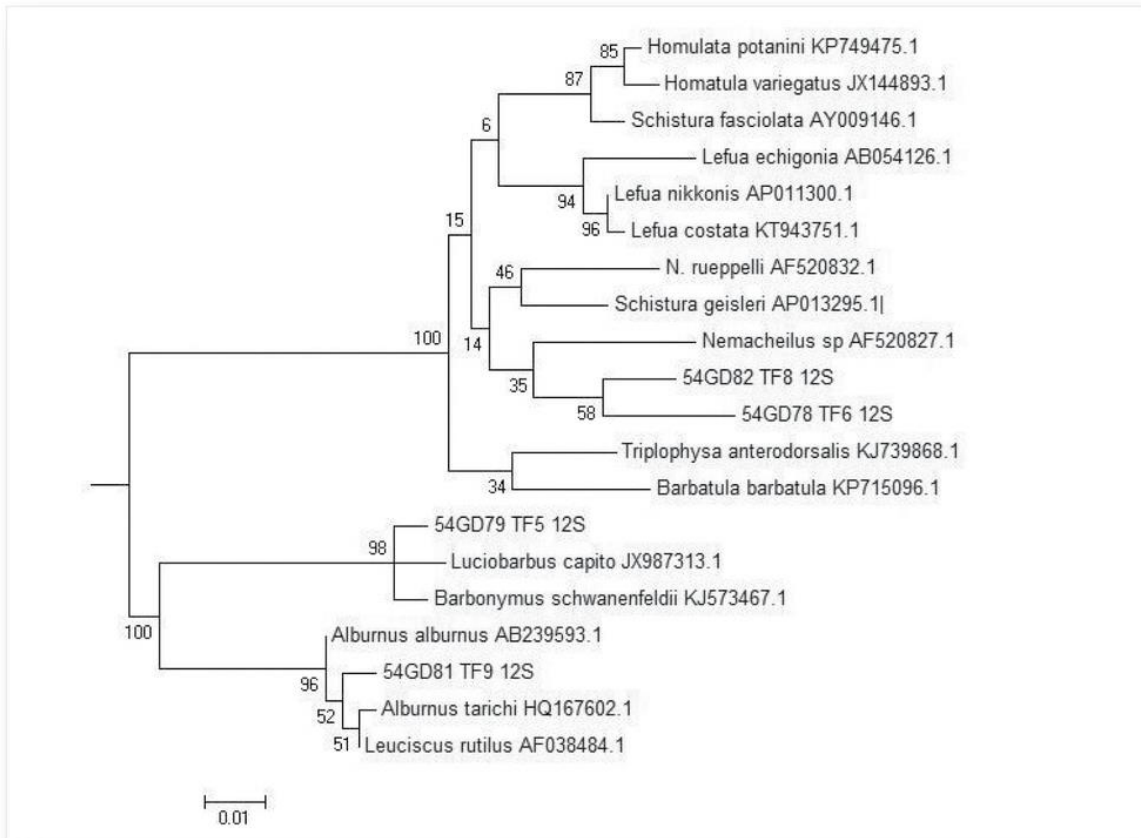 85
Homulata potanini KP749475.1
87
Homatula variegatus JX144893.1
Schistura fasciolata AY009146.1
6
Lefua echigonia AB054126.1
94
Lefua nikkonis AP011300.1
96
Lefua costata KT943751.1
15
46
N. rueppelli AF520832.1
Schistura geisleri AP013295.1|
100
14
Nemacheilus sp AF520827.1
35
54GD82 TF8 12S
58
54GD78 TF6 12S
Triplophysa anterodorsalis KJ739868.1
34
Barbatula barbatula KP715096.1
54GD79 TF5 12S
98
Luciobarbus capito JX987313.1
Barbonymus schwanenfeldii KJ573467.1
100
Alburnus alburnus AB239593.1
96
54GD81 TF9 12S
52
Alburnus tarichi HQ167602.1
51
Leuciscus rutilus AF038484.1
0.01